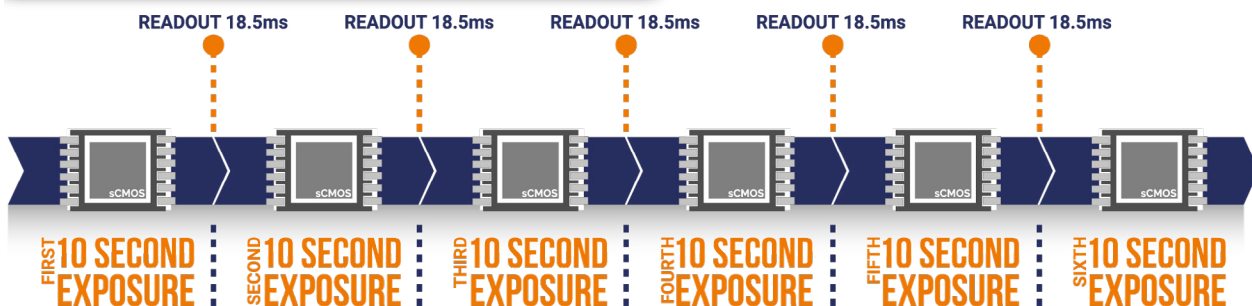 READOUT 18.5ms
READOUT 18.5ms
READOUT 18.5ms
READOUT 18.5ms
READOUT 18.5ms
sCMOS
sCMOS
sCMOS
sCMOS
sCMOS
sCMOS
FIRST
10 SECOND
EXPOSURE
SECOND
10 SECOND
EXPOSURE
THIRD
10 SECOND
EXPOSURE
FOURTH
10 SECOND
EXPOSURE
FIFTH
10 SECOND
EXPOSURE
SIXTH
10 SECOND
EXPOSURE